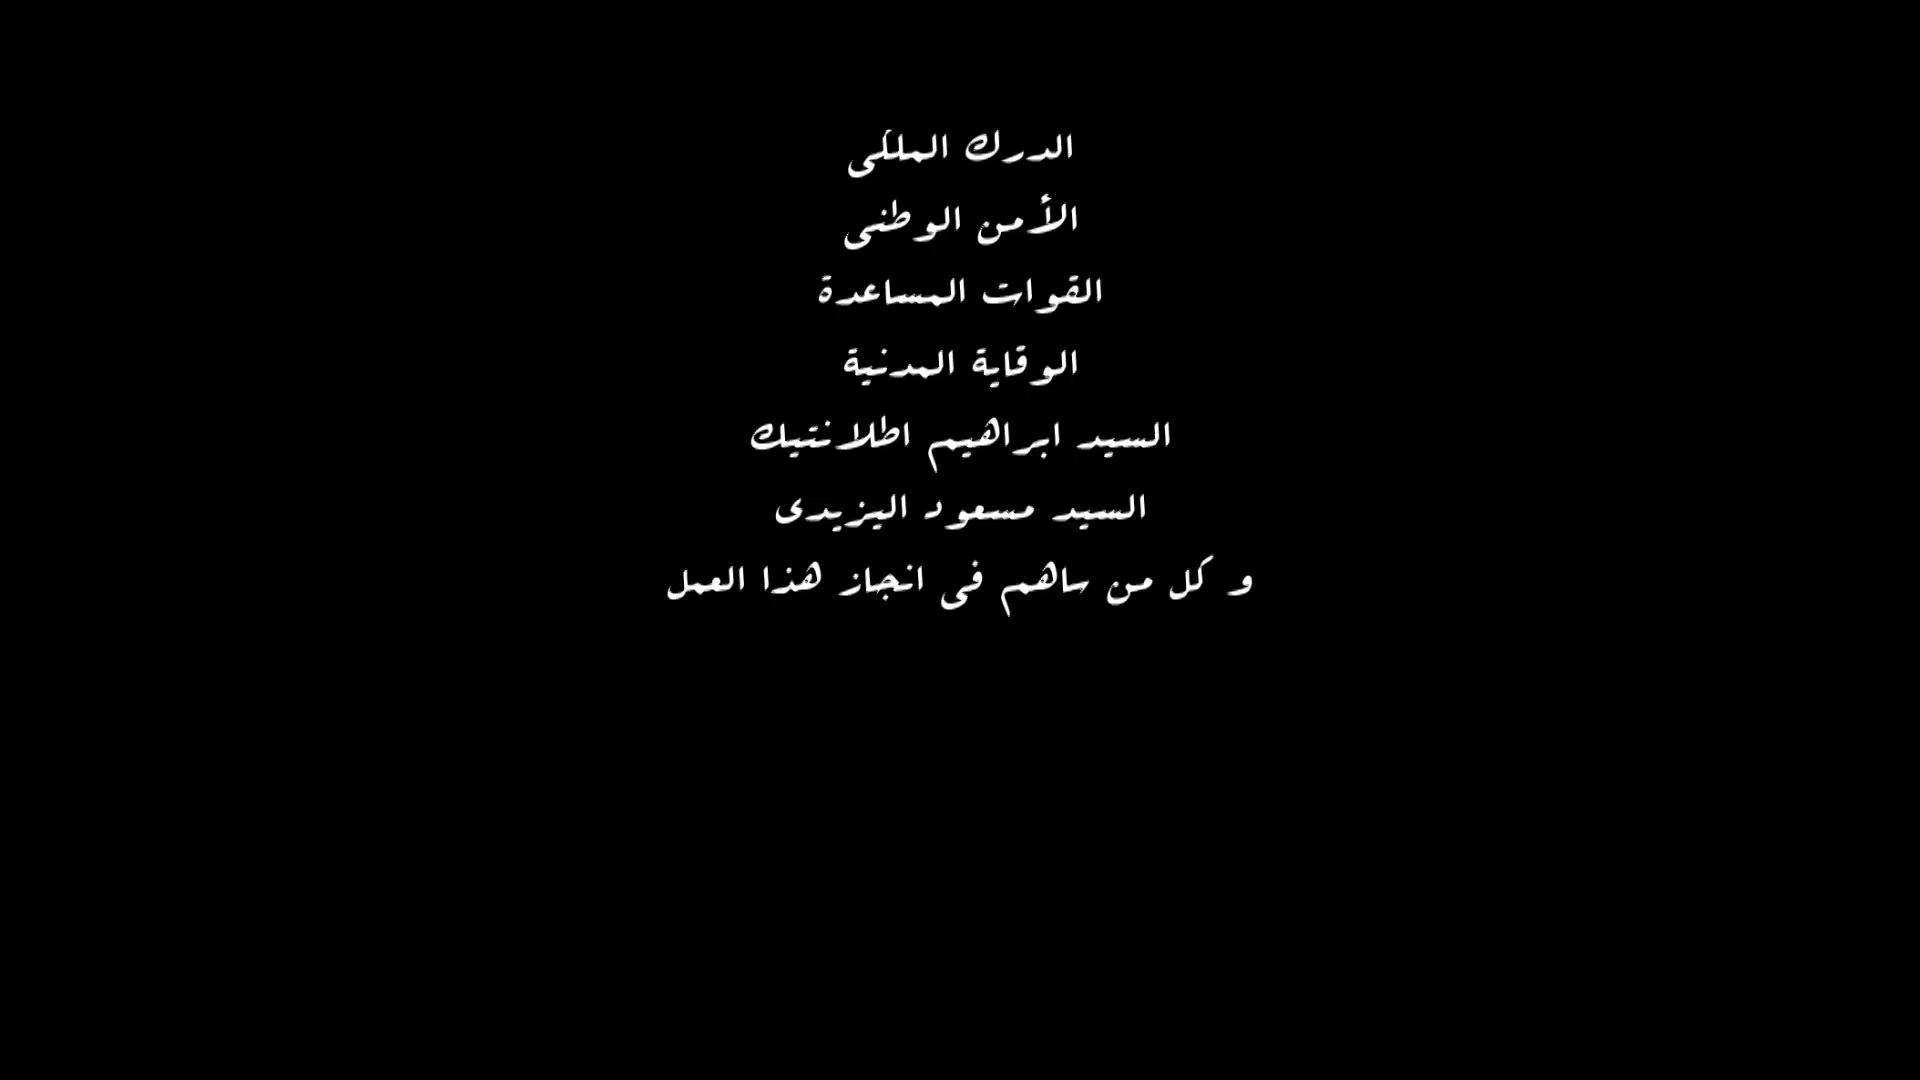 الدرك الملكى
الأمن الوطنى
القوات المساعدة
الوقاية المدنية
السيد ابراهيم اطلانتيك
السيد مسعود اليزيدى
و كل من ساهم فى انجاز هذا العمل